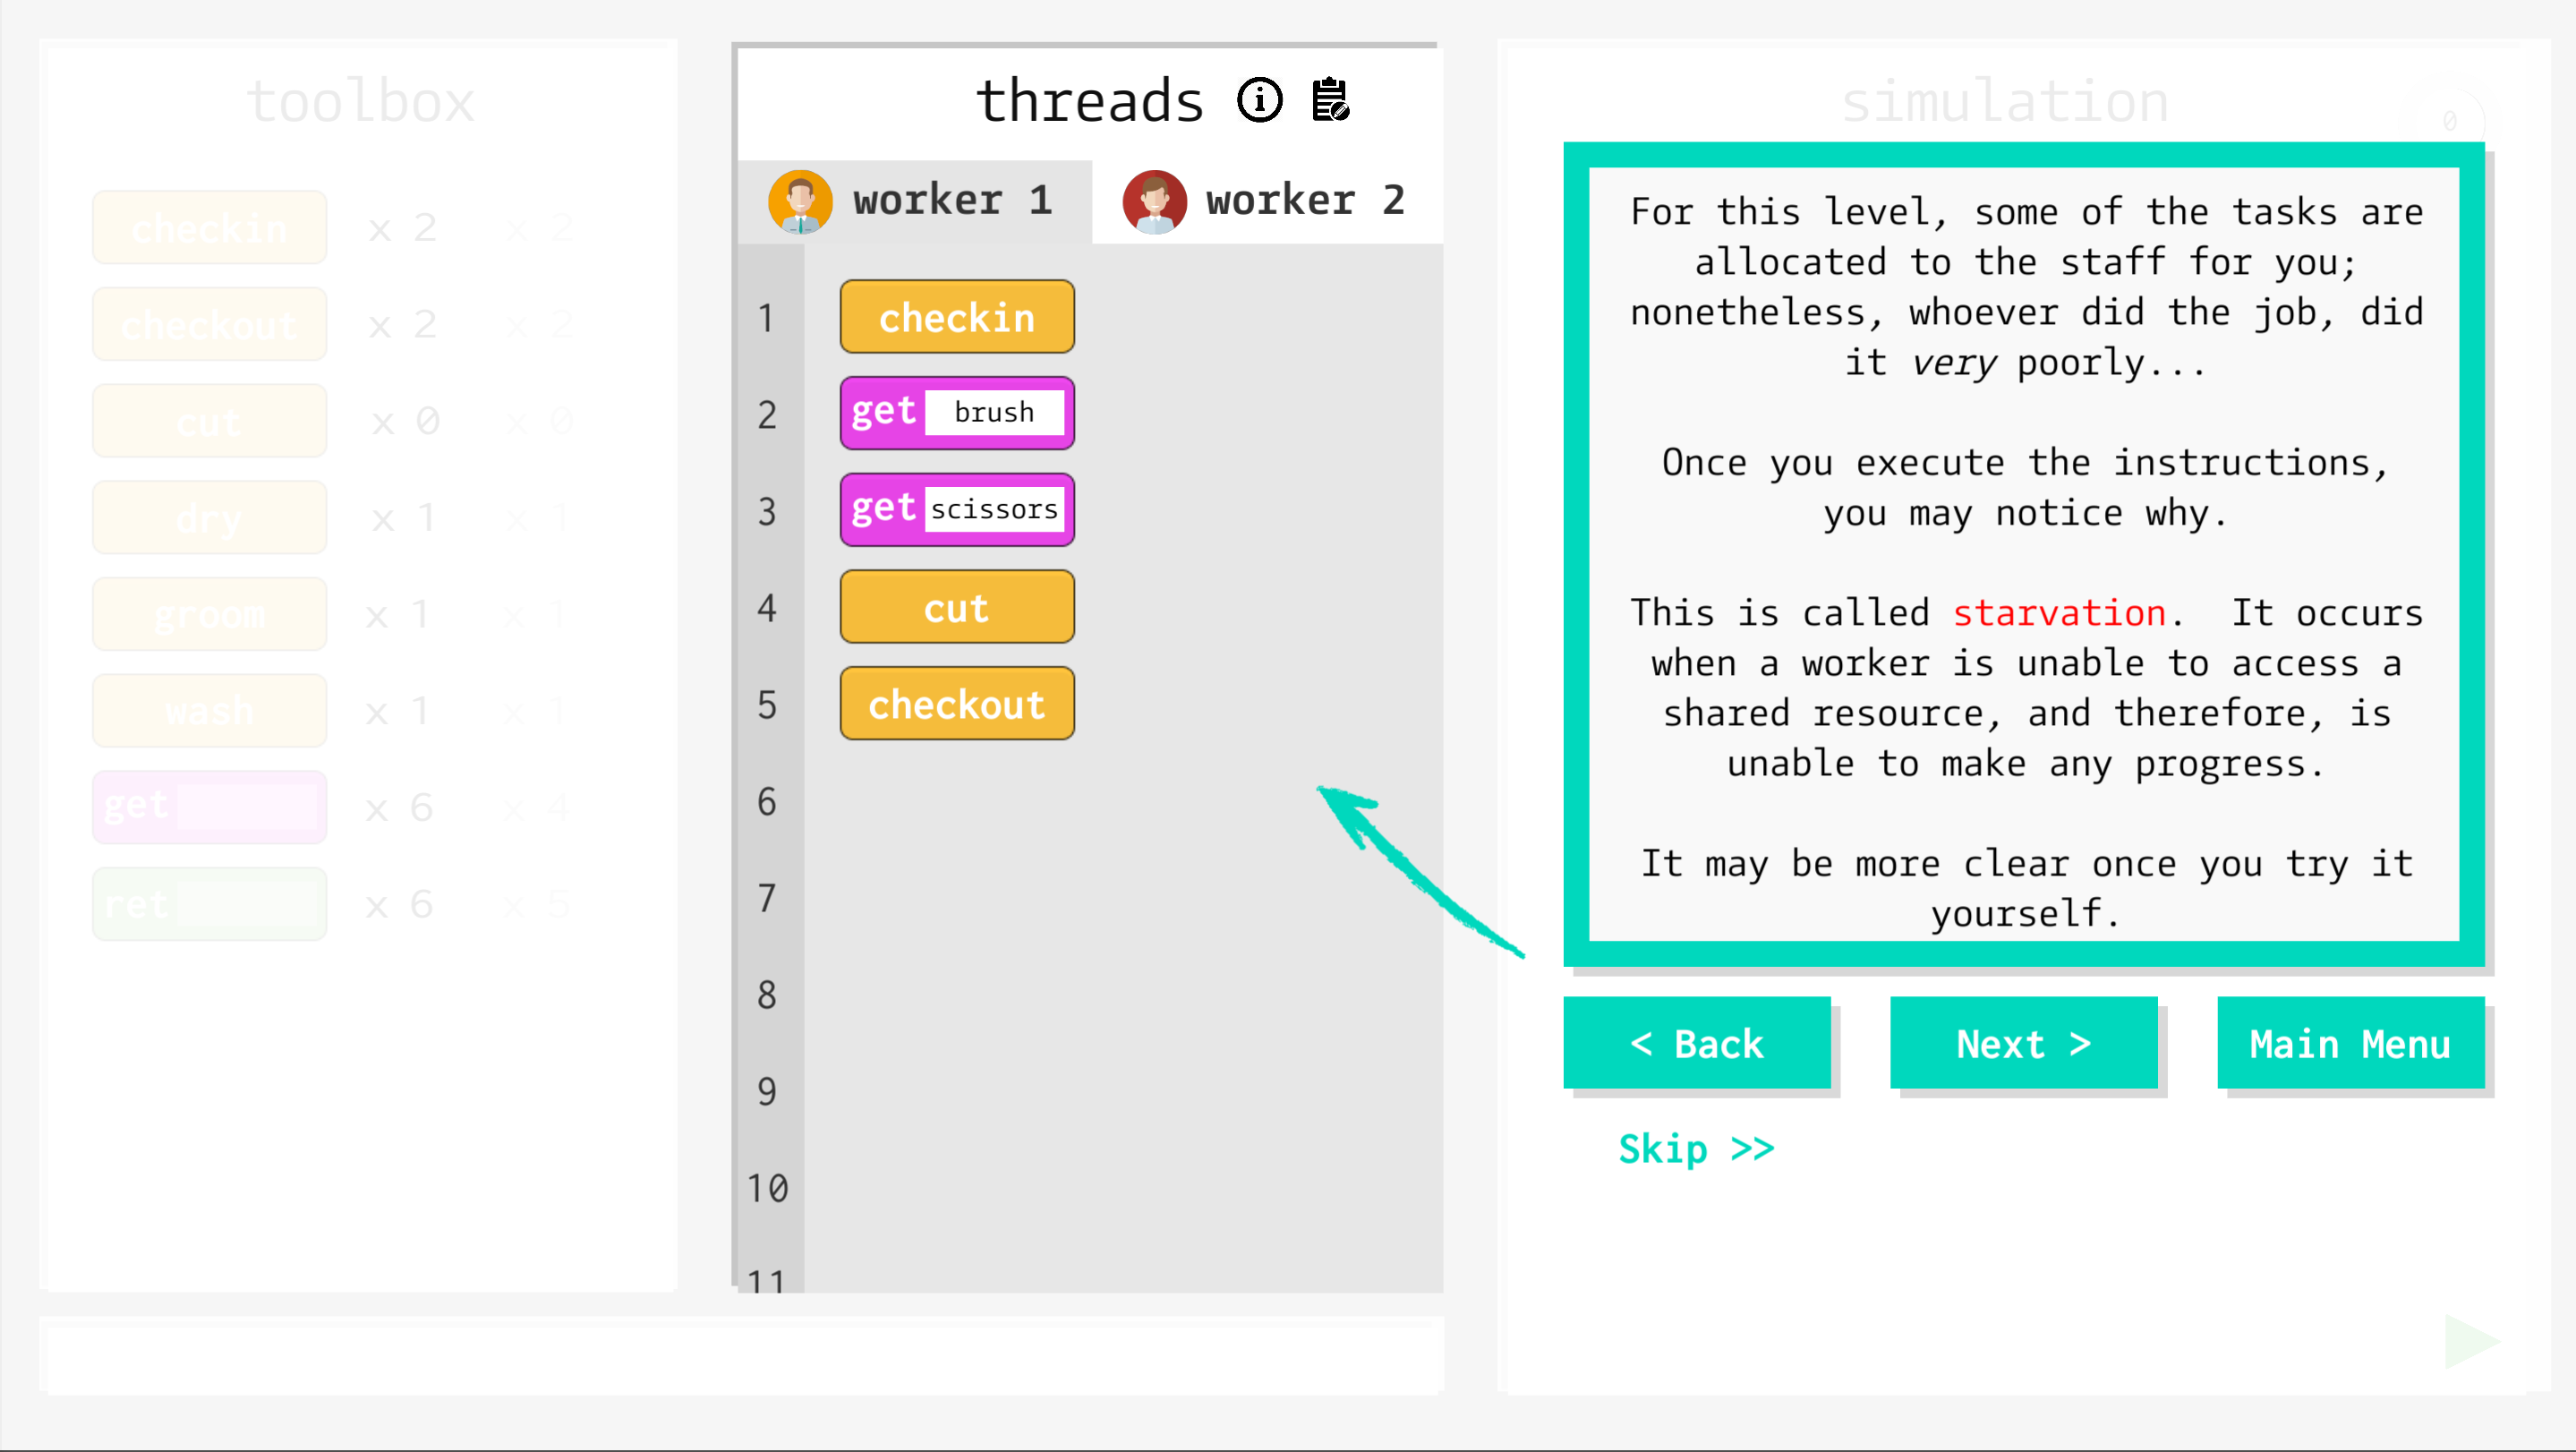 toolbox
checkin x 2 x 2
checkout x 2 x 2
cut x 0 x 0
dry x 1 x 1
groom x 1 x 1
wash x 1 x 1
get x 6 x 4
ret x 6 x 5
threads
worker 1 worker 2
1 checkin
2 get brush
3 get scissors
4 cut
5 checkout
6
7
8
9
10
11
simulation
0
For this level, some of the tasks are
allocated to the staff for you;
nonetheless, whoever did the job, did
it very poorly...
Once you execute the instructions,
you may notice why.
This is called starvation. It occurs
when a worker is unable to access a
shared resource, and therefore, is
unable to make any progress.
It may be more clear once you try it
yourself.
< Back Next > Main Menu
Skip >>